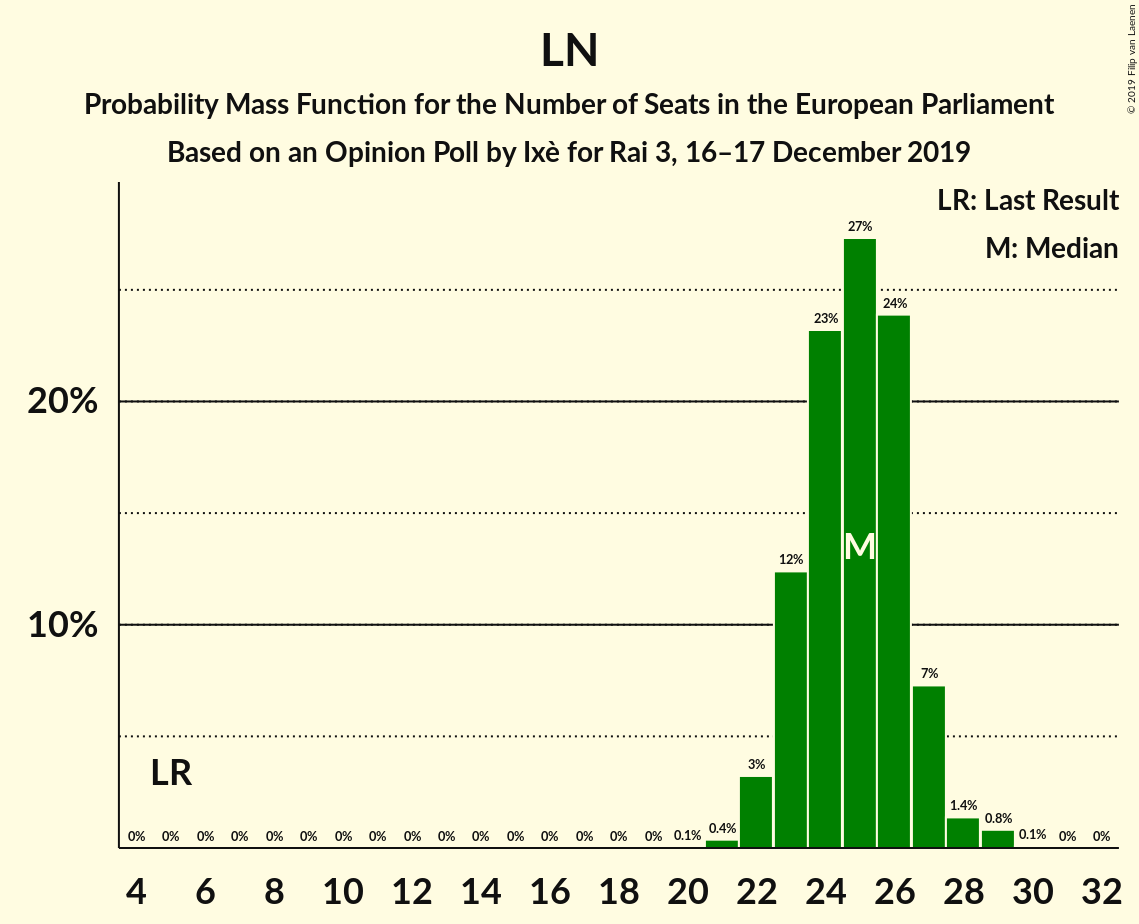 LN
Probability Mass Function for the Number of Seats in the European Parliament
Based on an Opinion Poll by Ixè for Rai 3, 16–17 December 2019
© 2019 Filip van Laenen
LR: Last Result
M: Median
27%
24%
23%
20%
M
12%
10%
7%
LR
3%
0% 0% 0% 0% 0% 0% 0% 0% 0% 0% 0% 0% 0% 0% 0% 0% 0.1% 0.4% 1.4% 0.8% 0.1% 0% 0%
4 6 8 10 12 14 16 18 20 22 24 26 28 30 32